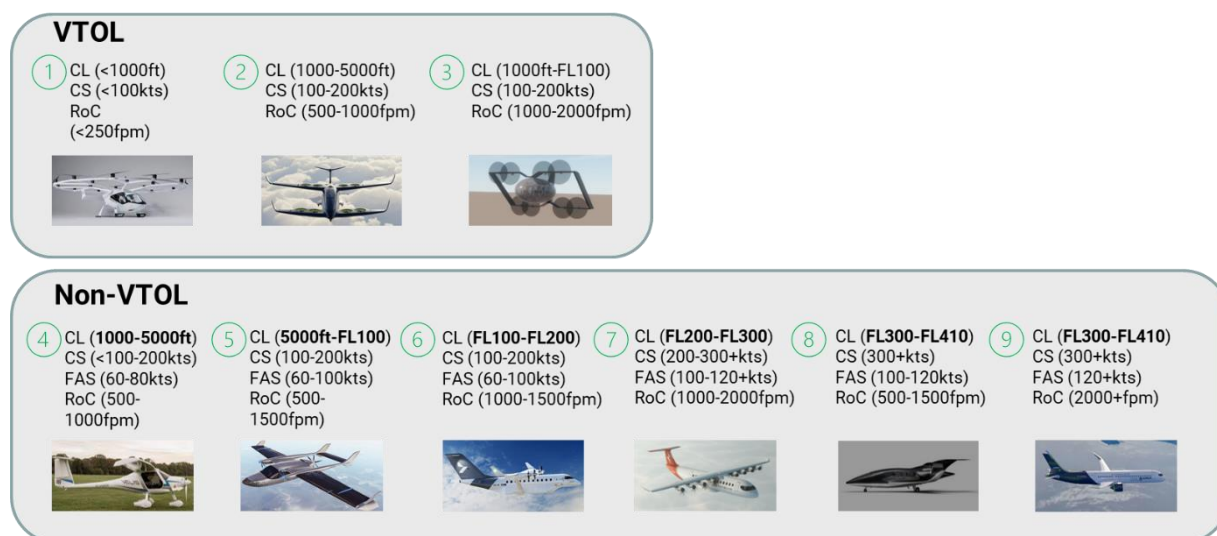 VTOL
1
CL (<1000ft)
CS (<100kts)
RoC
(<250fpm)
2
CL (1000-5000ft)
CS (100-200kts)
RoC (500-1000fpm)
3
CL (1000ft-FL100)
CS (100-200kts)
RoC (1000-2000fpm)
Non-VTOL
4
CL (1000-5000ft)
CS (<100-200kts)
FAS (60-80kts)
RoC (500-
1000fpm)
5
CL (5000ft-FL100)
CS (100-200kts)
FAS (60-100kts)
RoC (500-
1500fpm)
6
CL (FL100-FL200)
CS (100-200kts)
FAS (60-100kts)
RoC (1000-1500fpm)
7
CL (FL200-FL300)
CS (200-300+kts)
FAS (100-120+kts)
RoC (1000-2000fpm)
8
CL (FL300-FL410)
CS (300+kts)
FAS (100-120kts)
RoC (500-1500fpm)
9
CL (FL300-FL410)
CS (300+kts)
FAS (120+kts)
RoC (2000+fpm)